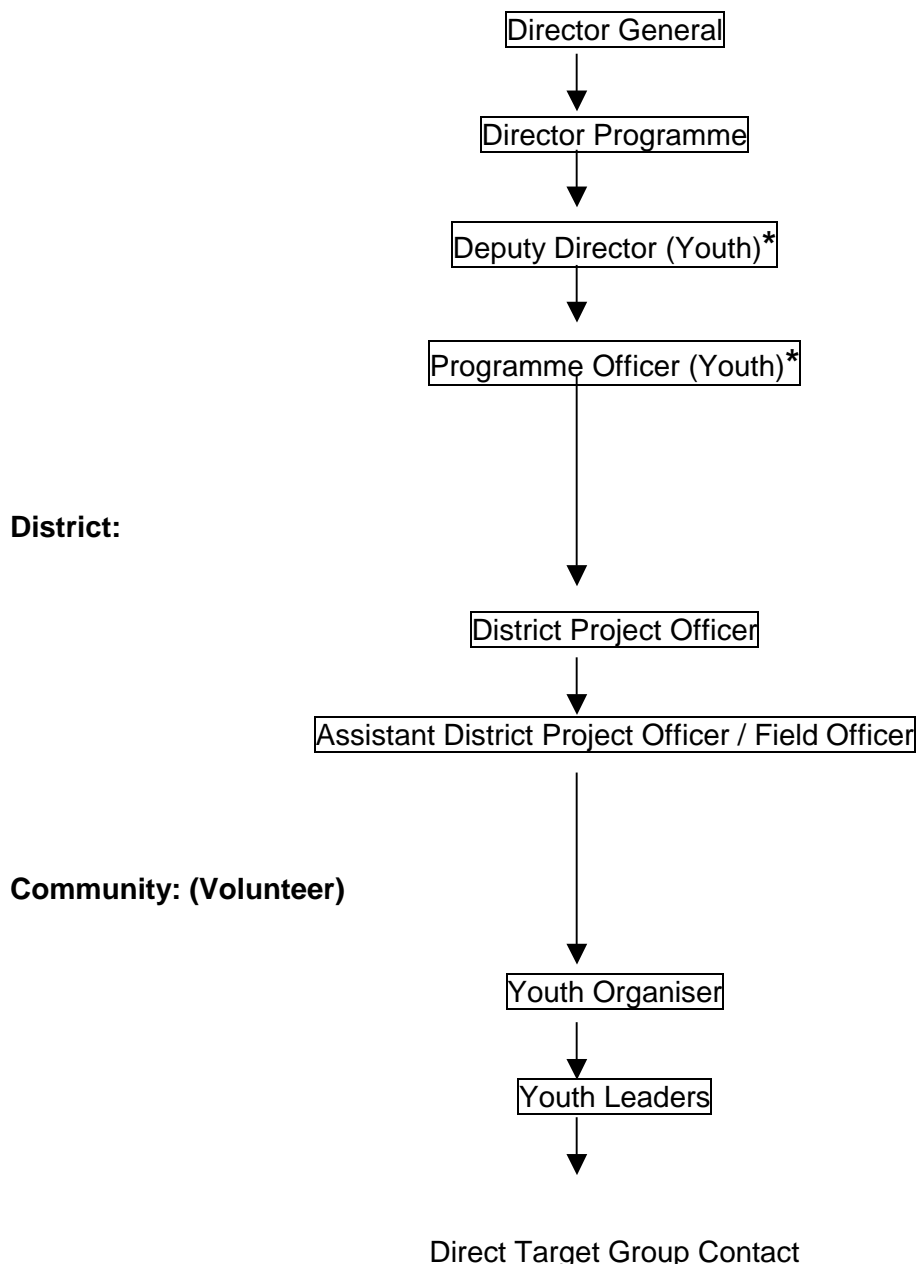 Director General
Director Programme
Deputy Director (Youth)*
Programme Officer (Youth)*
District:
District Project Officer
Assistant District Project Officer / Field Officer
Community: (Volunteer)
Youth Organiser
Youth Leaders
Direct Target Group Contact